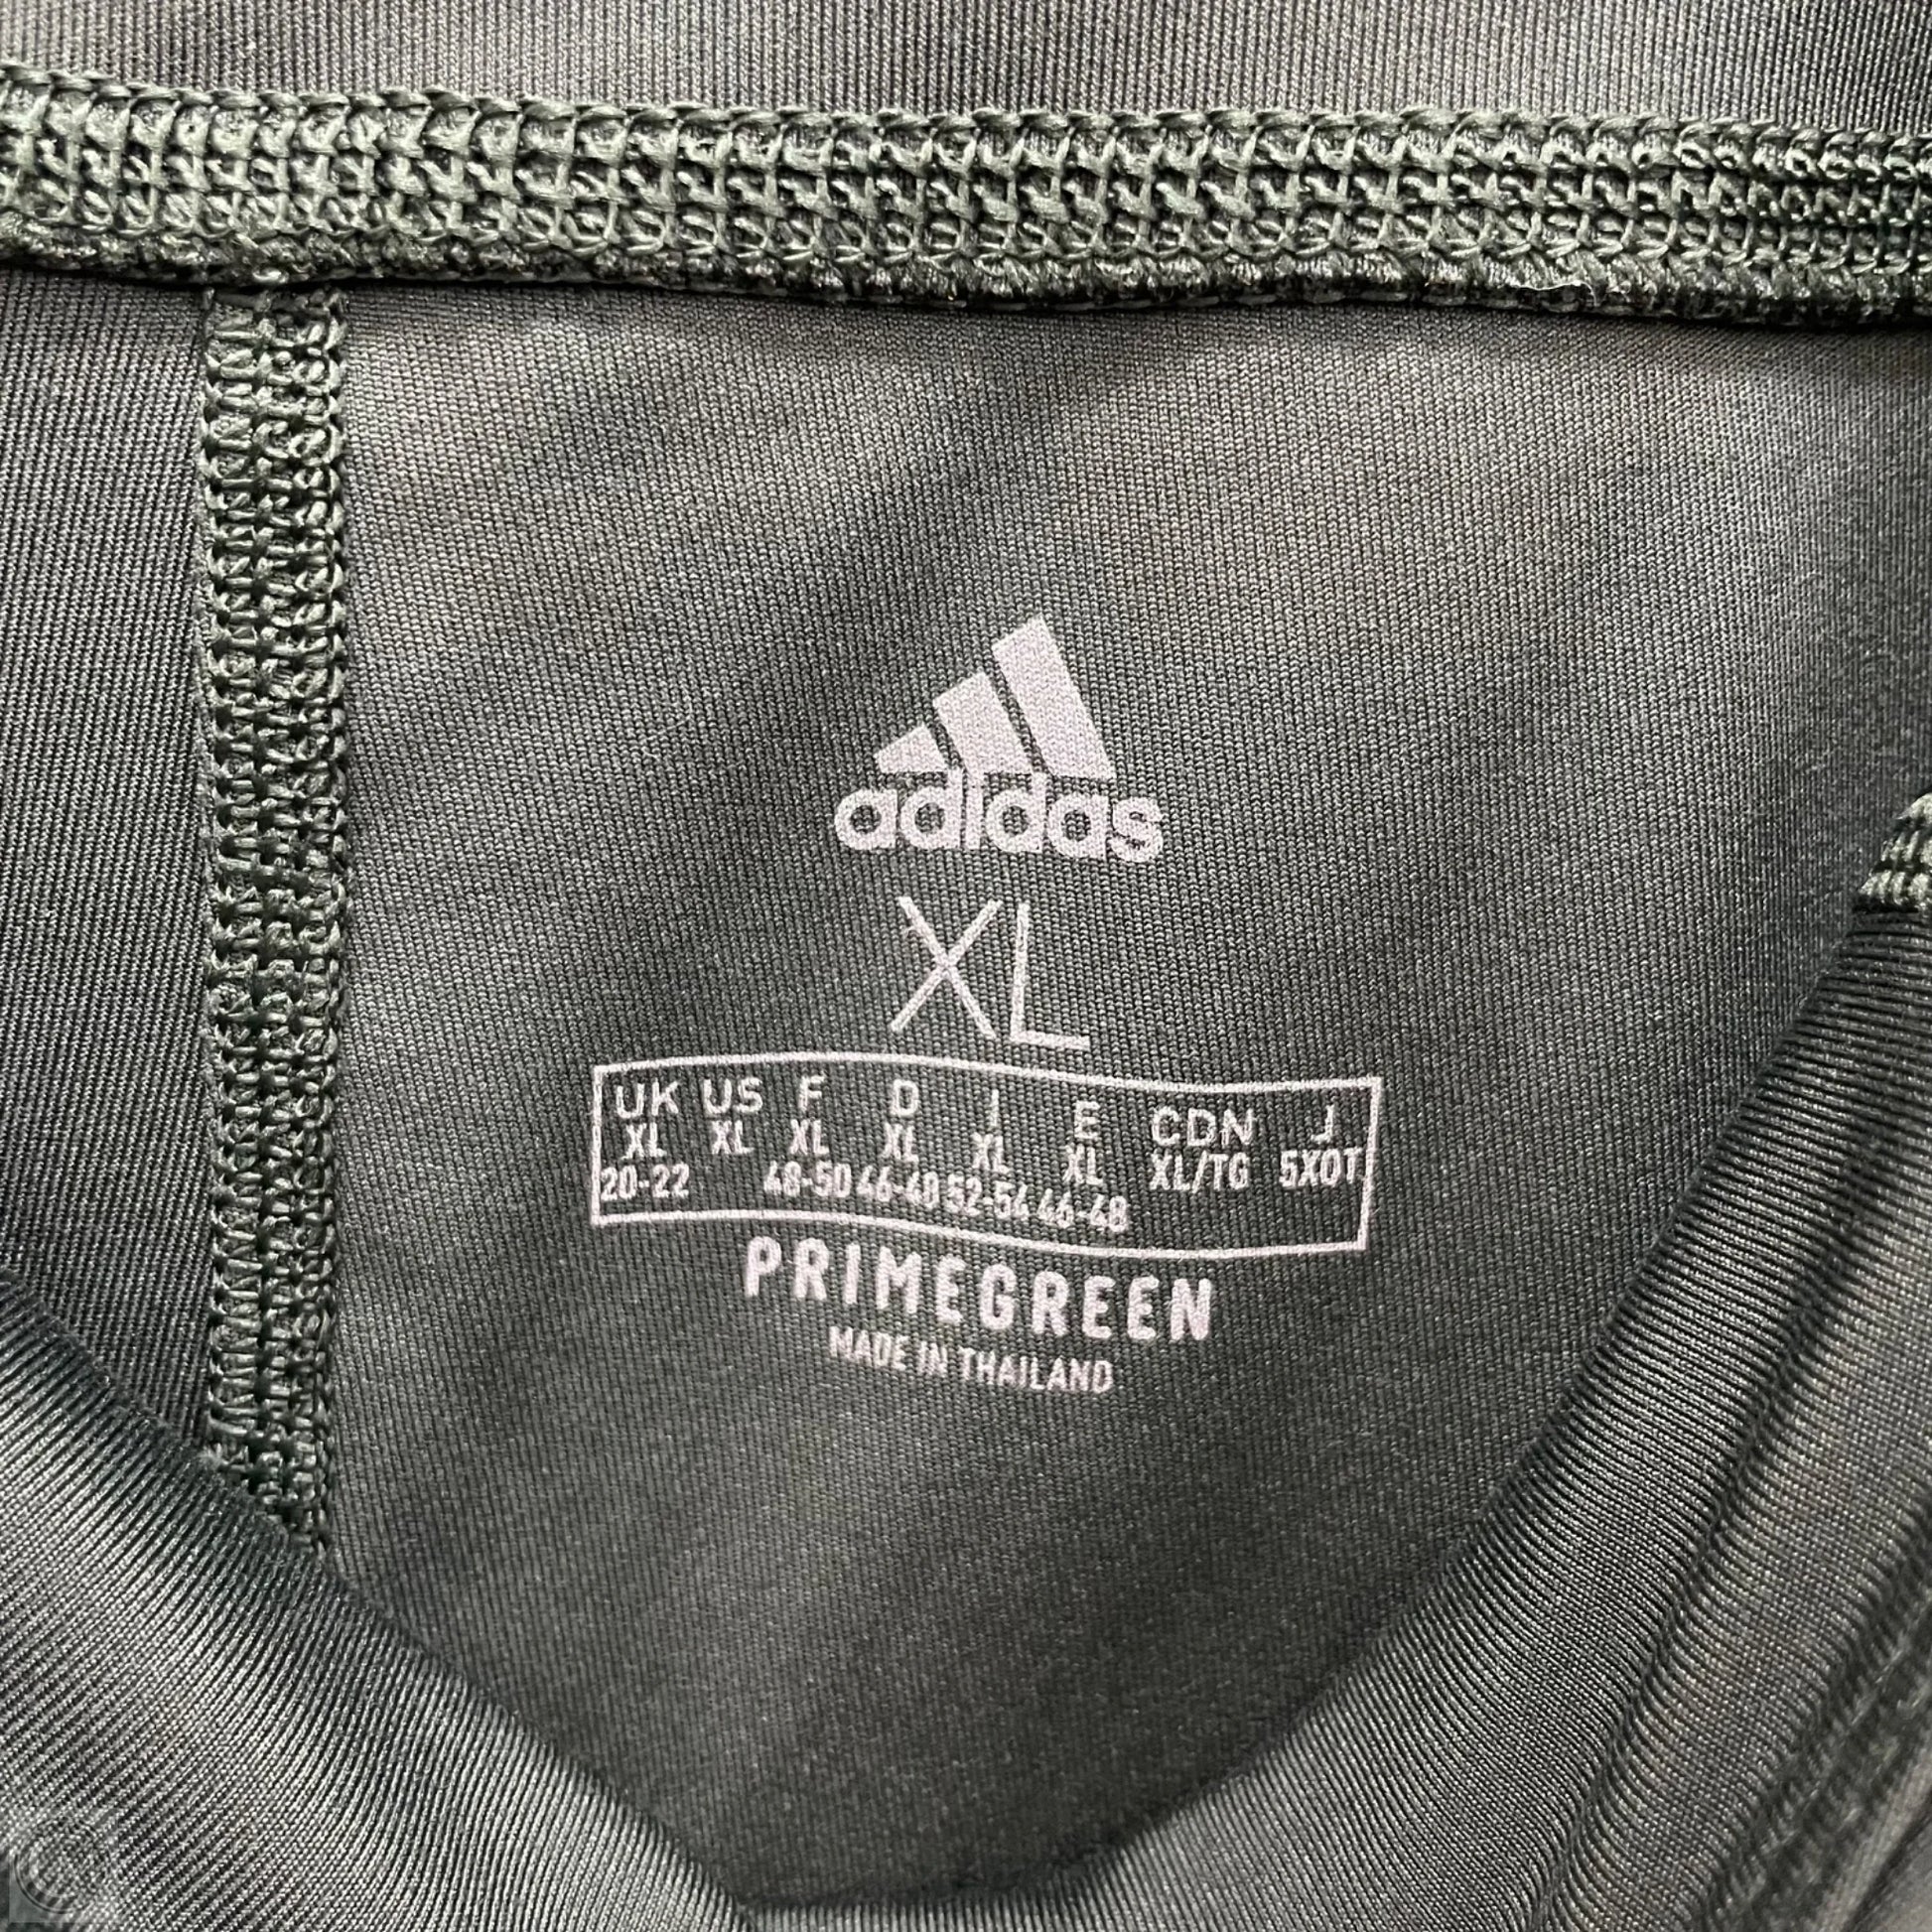 adidas
XL
UK US F D I E CDN J
XL XL XL XL XL XL XL/TG 5XOT
20-22 48-50 46-48 52-54 46-48
PRIMEGREEN
MADE IN THAILAND